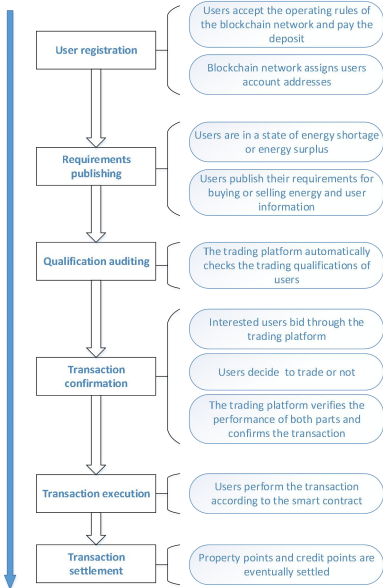 Users accept the operating rules of
the blockchain network and pay the
deposit
User registration
Blockchain network assigns users
account addresses
Users are in a state of energy shortage
or energy surplus
Requirements
publishing
Users publish their requirements for
buying or selling energy and user
information
Qualification auditing
The trading platform automatically
checks the trading qualifications of
users
Interested users bid through the
trading platform
Transaction
confirmation
Users decide to trade or not
The trading platform verifies the
performance of both parts and
confirms the transaction
Transaction execution
Users perform the transaction
according to the smart contract
Transaction
settlement
Property points and credit points are
eventually settled